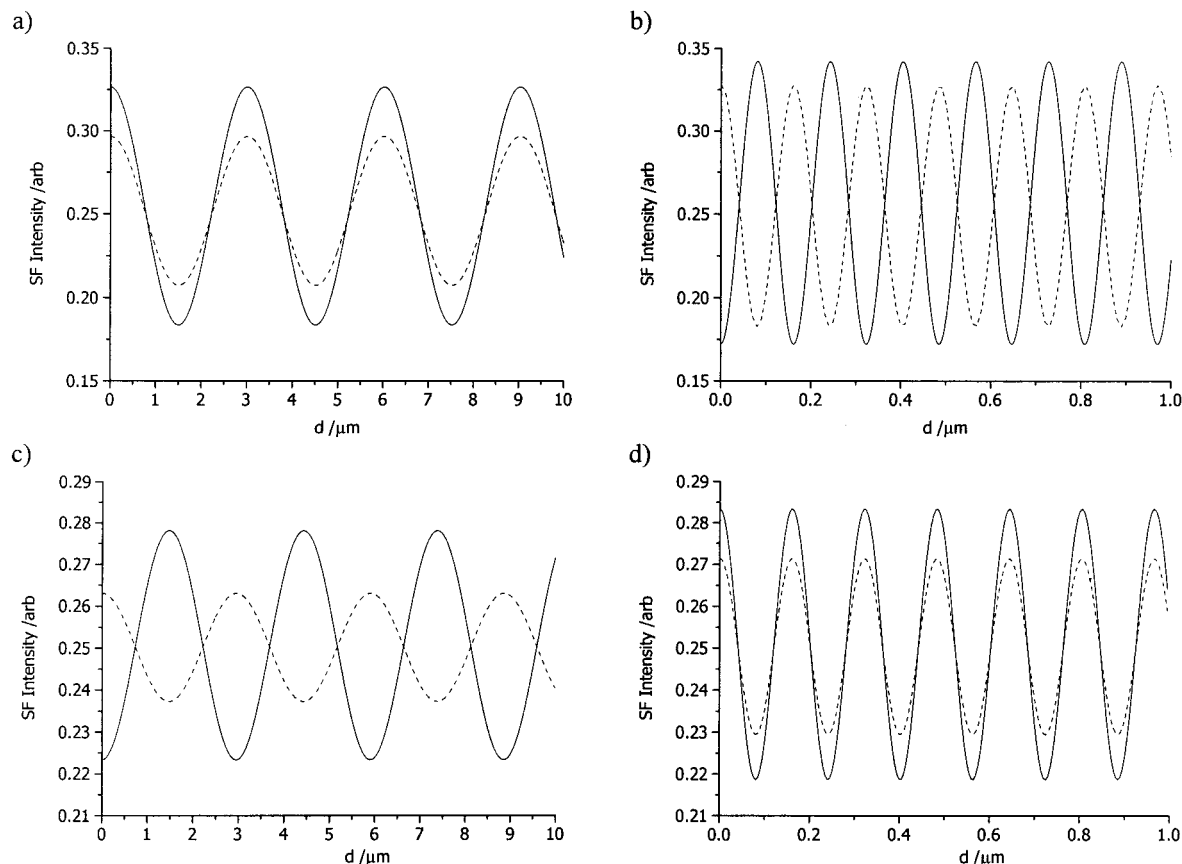 a)
0.35
0.30
0.25
0.20
0.15
SF Intensity /arb
0 1 2 3 4 5 6 7 8 9 10
d /μm
b)
0.35
0.30
0.25
0.20
0.15
SF Intensity /arb
0.0 0.2 0.4 0.6 0.8 1.0
d /μm
c)
0.29
0.28
0.27
0.26
0.25
0.24
0.23
0.22
0.21
SF Intensity /arb
0 1 2 3 4 5 6 7 8 9 10
d /μm
d)
0.29
0.28
0.27
0.26
0.25
0.24
0.23
0.22
0.21
SF Intensity /arb
0.0 0.2 0.4 0.6 0.8 1.0
d /μm